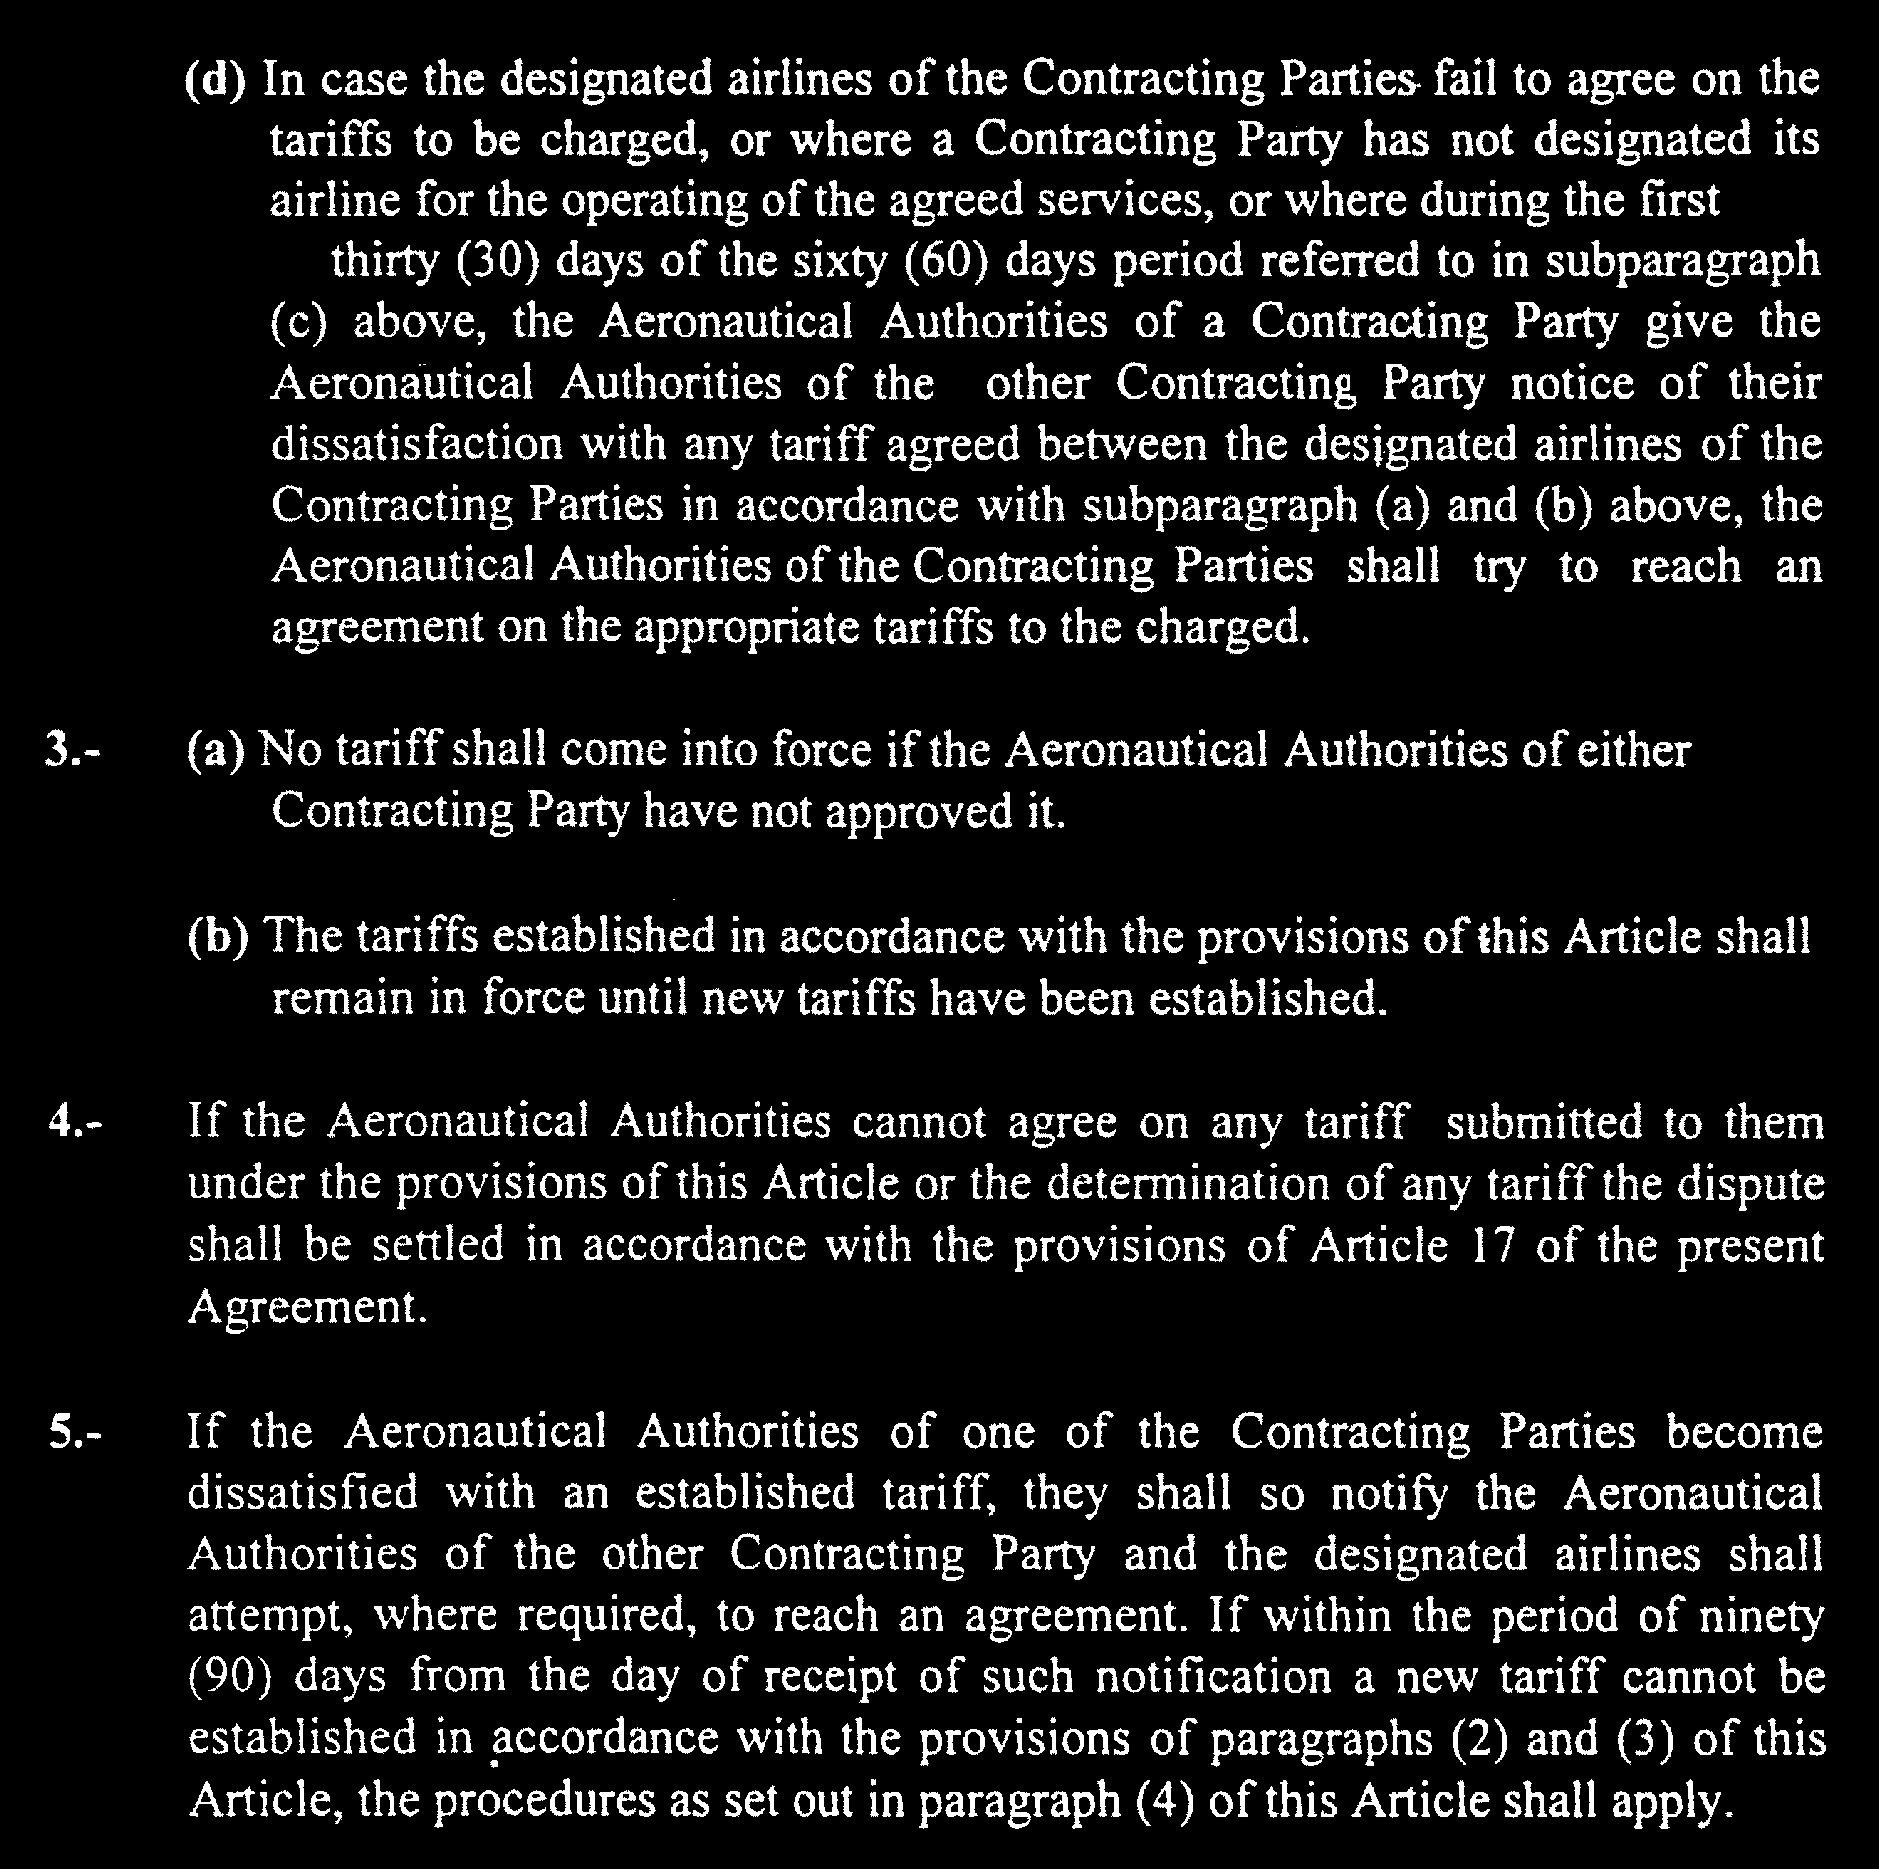 (d) In case the designated airlines of the Contracting Parties fail to agree on the
tariffs to be charged, or where a Contracting Party has not designated its
airline for the operating of the agreed services, or where during the first
thirty (30) days of the sixty (60) days period referred to in subparagraph
(c) above, the Aeronautical Authorities of a Contracting Party give the
Aeronautical Authorities of the other Contracting Party notice of their
dissatisfaction with any tariff agreed between the designated airlines of the
Contracting Parties in accordance with subparagraph (a) and (b) above, the
Aeronautical Authorities of the Contracting Parties shall try to reach an
agreement on the appropriate tariffs to the charged.
3.- (a) No tariff shall come into force if the Aeronautical Authorities of either
Contracting Party have not approved it.
(b) The tariffs established in accordance with the provisions of this Article shall
remain in force until new tariffs have been established.
4.- If the Aeronautical Authorities cannot agree on any tariff submitted to them
under the provisions of this Article or the determination of any tariff the dispute
shall be settled in accordance with the provisions of Article 17 of the present
Agreement.
5.- If the Aeronautical Authorities of one of the Contracting Parties become
dissatisfied with an established tariff, they shall so notify the Aeronautical
Authorities of the other Contracting Party and the designated airlines shall
attempt, where required, to reach an agreement. If within the period of ninety
(90) days from the day of receipt of such notification a new tariff cannot be
established in accordance with the provisions of paragraphs (2) and (3) of this
Article, the procedures as set out in paragraph (4) of this Article shall apply.